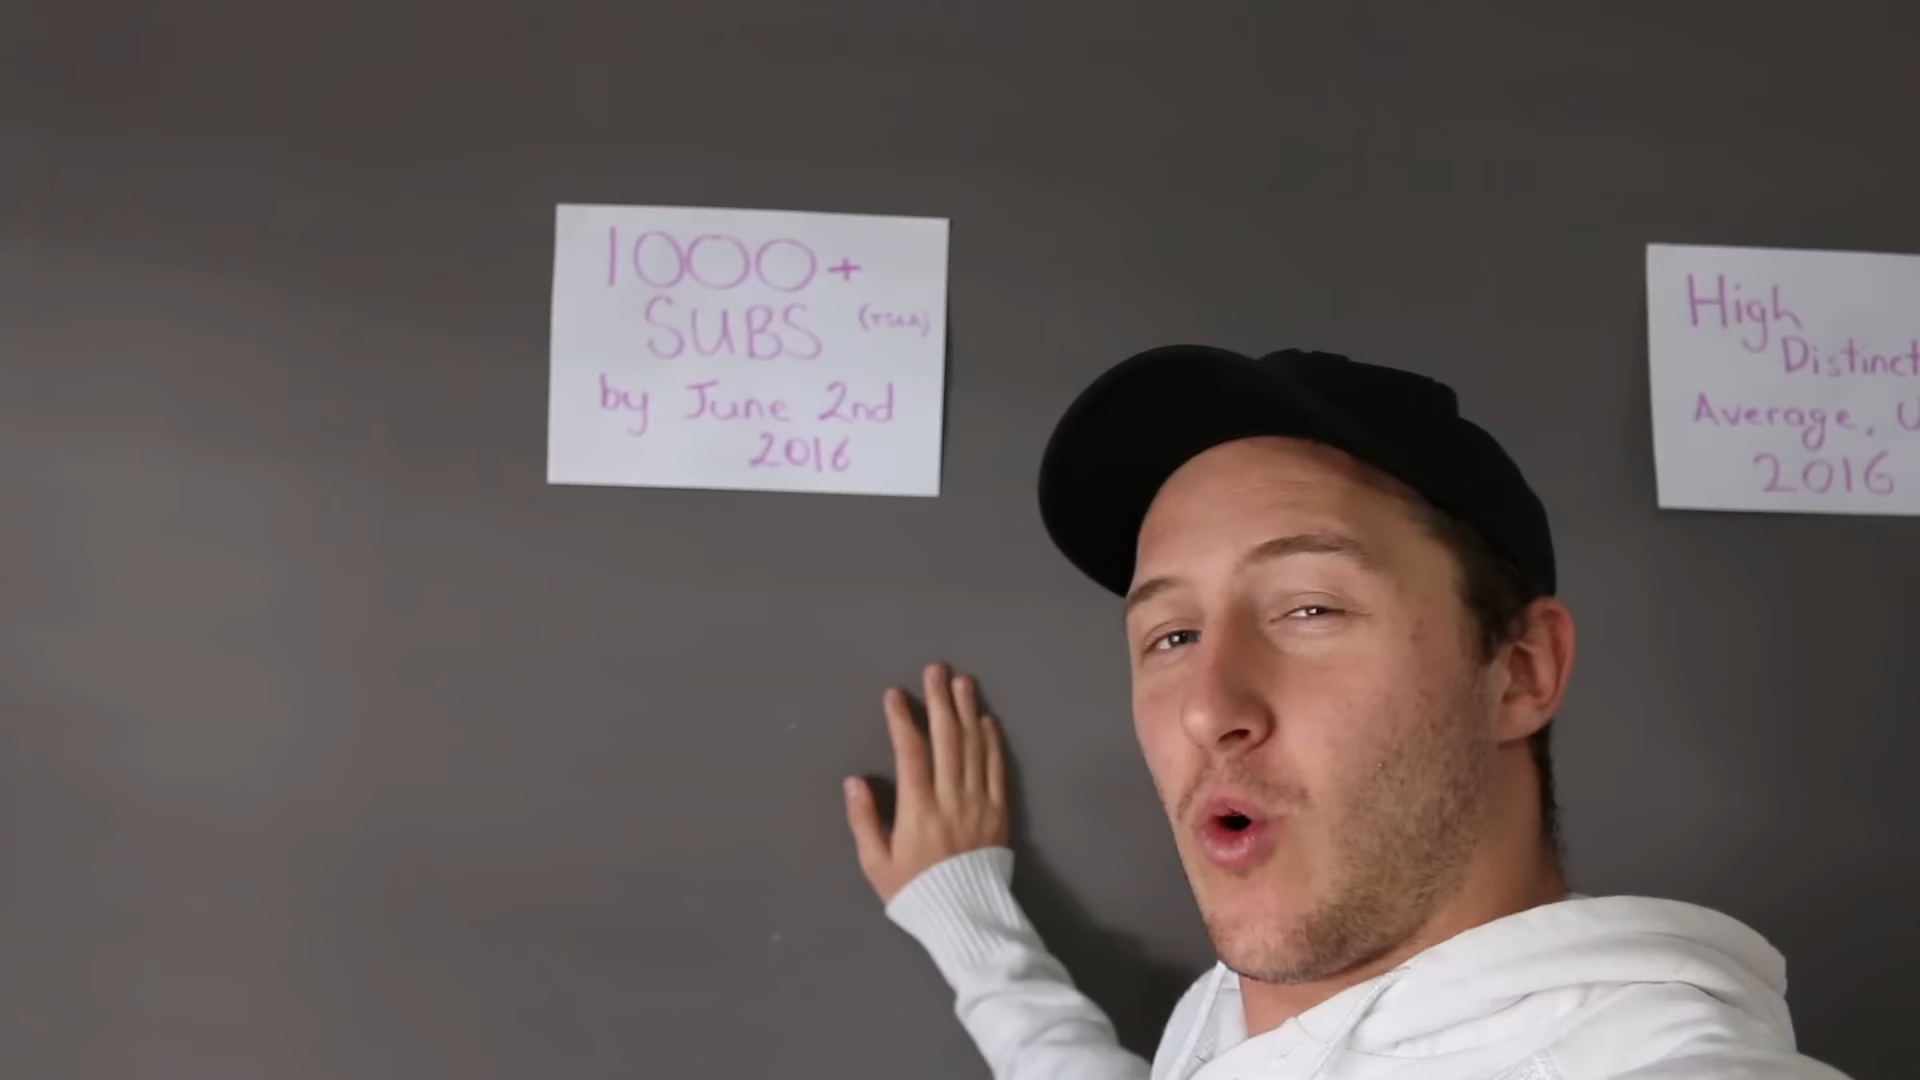 1000+
SUBS
by June 2nd
2016
High
Distinct
Average, U
2016